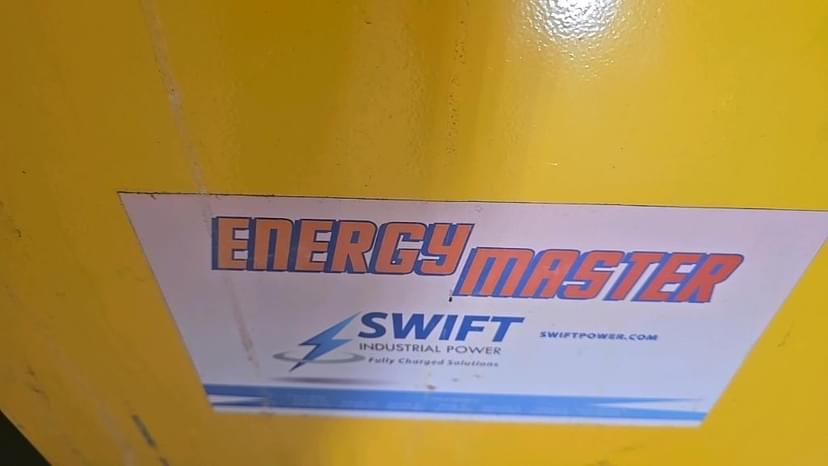 ENERGY MASTER
SWIFT
INDUSTRIAL POWER
Fully Charged Solutions
SWIFTPOWER.COM